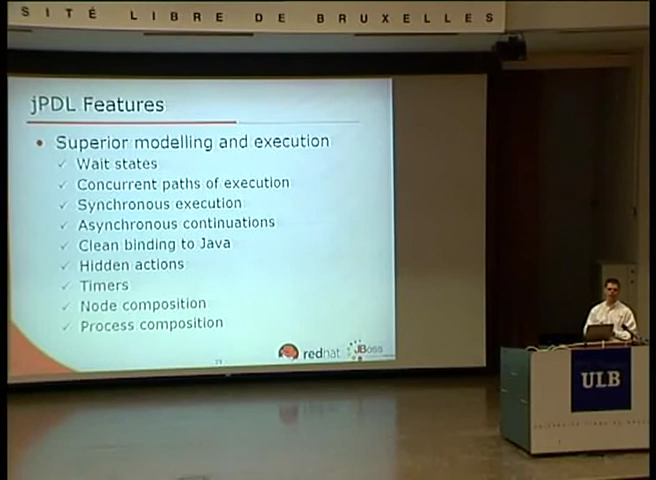 SITÉ LIBRE DE BRUXELLES
jPDL Features
• Superior modelling and execution
✓ Wait states
✓ Concurrent paths of execution
✓ Synchronous execution
✓ Asynchronous continuations
✓ Clean binding to Java
✓ Hidden actions
✓ Timers
✓ Node composition
✓ Process composition
redhat JBoss
ULB